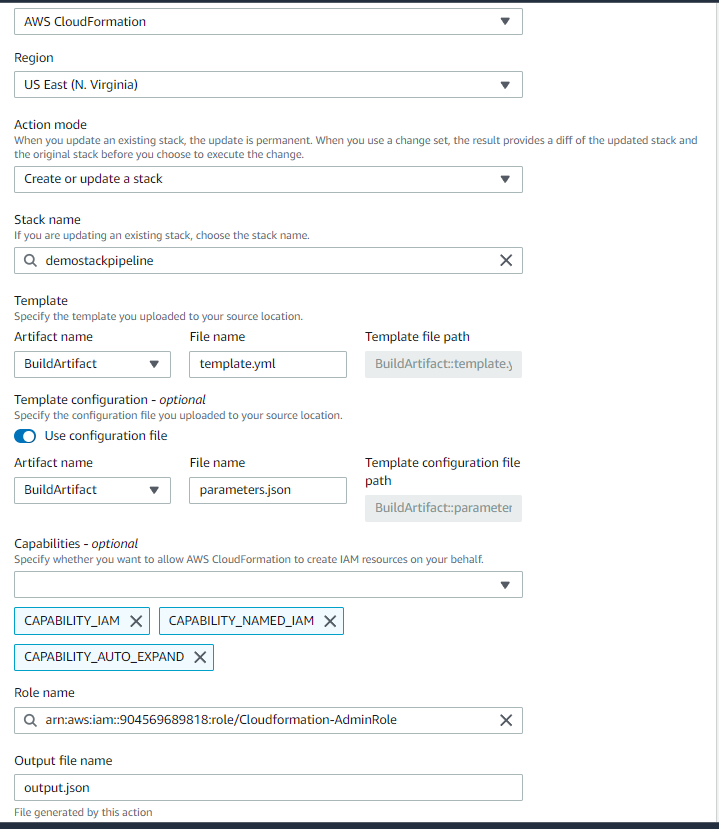 AWS CloudFormation
Region
US East (N. Virginia)
Action mode
When you update an existing stack, the update is permanent. When you use a change set, the result provides a diff of the updated stack and
the original stack before you choose to execute the change.
Create or update a stack
Stack name
If you are updating an existing stack, choose the stack name.
demostackpipeline
Template
Specify the template you uploaded to your source location.
Artifact name File name Template file path
BuildArtifact template.yml BuildArtifact::template.y
Template configuration - optional
Specify the configuration file you uploaded to your source location.
Use configuration file
Artifact name File name Template configuration file
path
BuildArtifact parameters.json
BuildArtifact::parameter
Capabilities - optional
Specify whether you want to allow AWS CloudFormation to create IAM resources on your behalf.
CAPABILITY_IAM CAPABILITY_NAMED_IAM
CAPABILITY_AUTO_EXPAND
Role name
arn:aws:iam::904569689818:role/Cloudformation-AdminRole
Output file name
output.json
File generated by this action